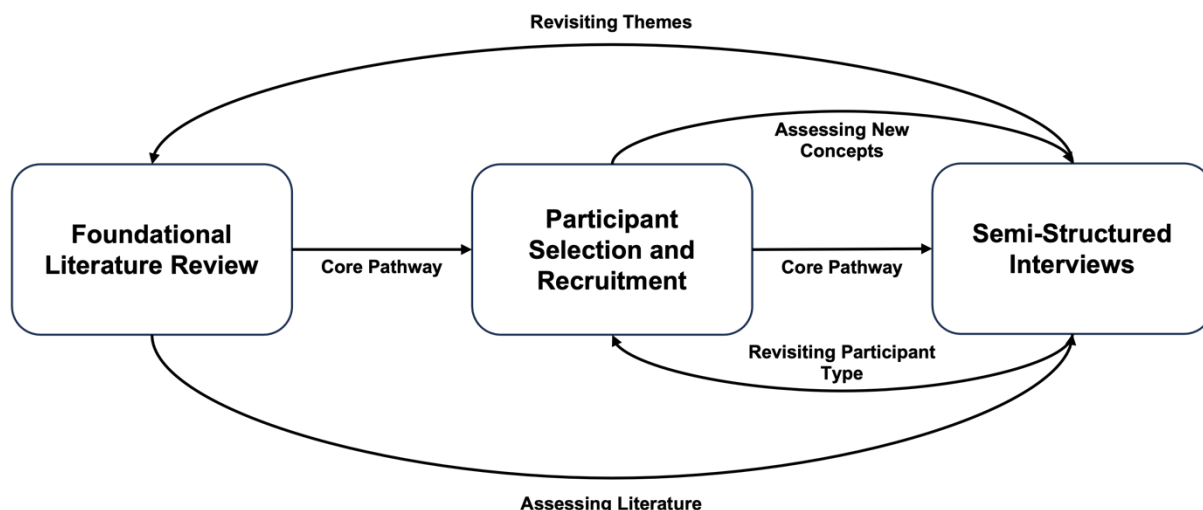 Revisiting Themes
Assessing New
Concepts
Foundational
Literature Review
Core Pathway
Participant
Selection and
Recruitment
Core Pathway
Semi-Structured
Interviews
Revisiting Participant
Type
Assessing Literature